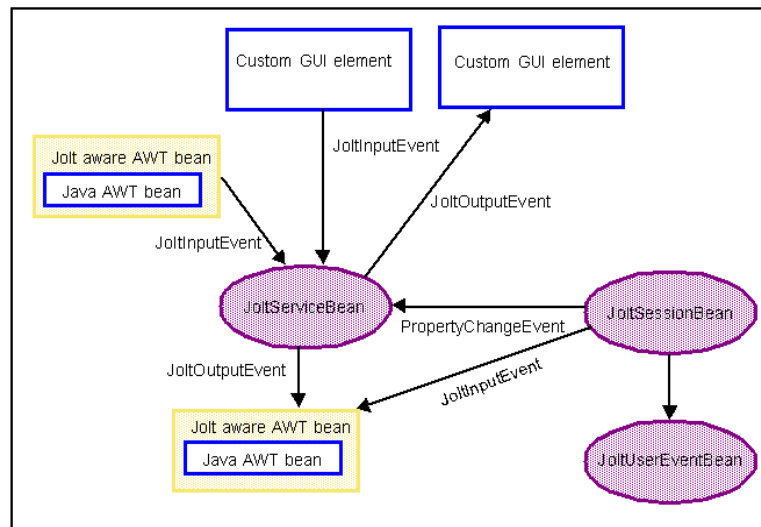 Custom GUI element
Custom GUI element
JoltInputEvent
Jolt aware AWT bean
Java AWT bean
JoltOutputEvent
JoltInputEvent
JoltServiceBean
JoltSessionBean
PropertyChangeEvent
JoltOutputEvent
JoltInputEvent
Jolt aware AWT bean
Java AWT bean
JoltUserEventBean